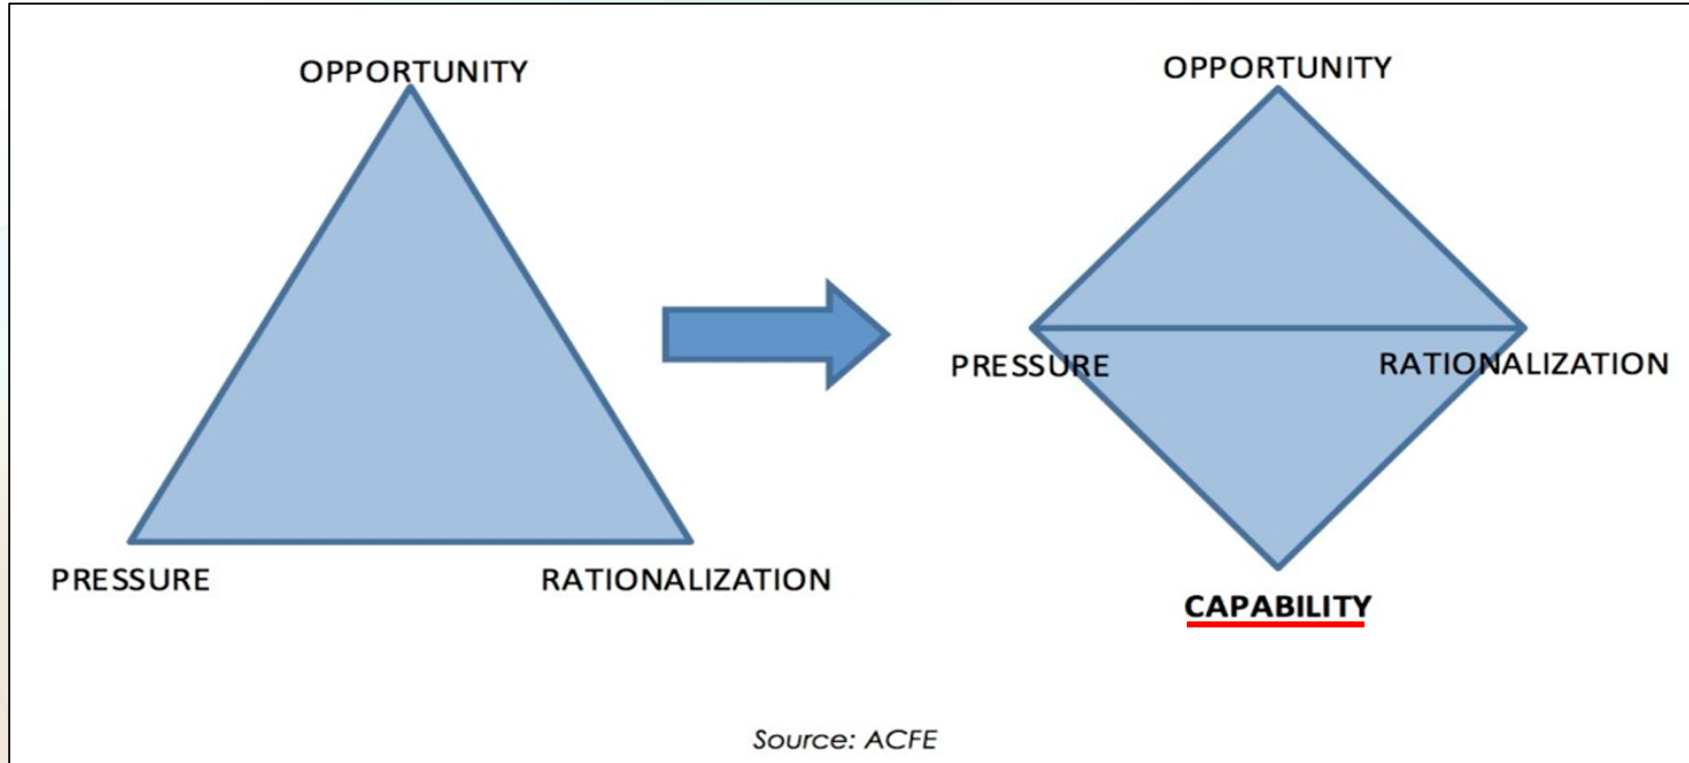 OPPORTUNITY
PRESSURE
RATIONALIZATION
OPPORTUNITY
PRESSURE
RATIONALIZATION
CAPABILITY
Source: ACFE